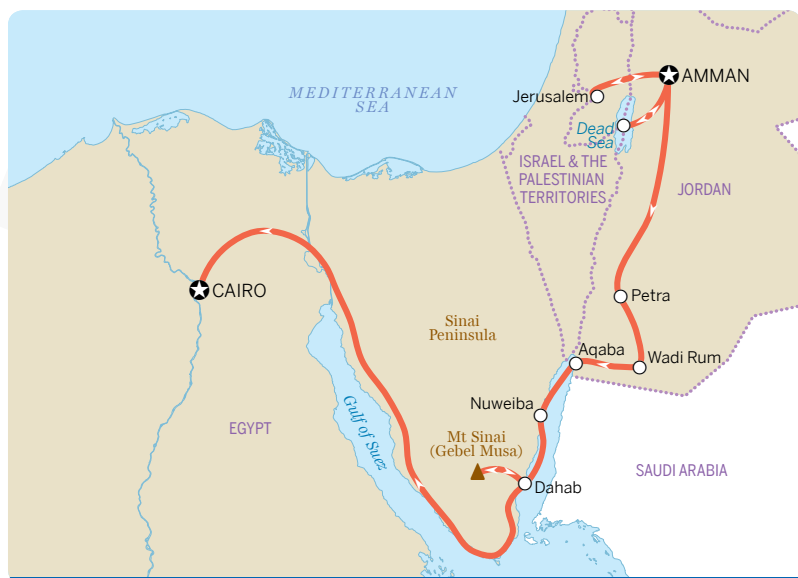 MEDITERRANEAN
SEA
AMMAN
Jerusalem
Dead
Sea
ISRAEL & THE
PALESTINIAN
TERRITORIES
JORDAN
CAIRO
Petra
Sinai
Peninsula
Aqaba
Wadi Rum
Nuweiba
Gulf of Suez
EGYPT
Mt Sinai
(Gebel Musa)
SAUDI ARABIA
Dahab